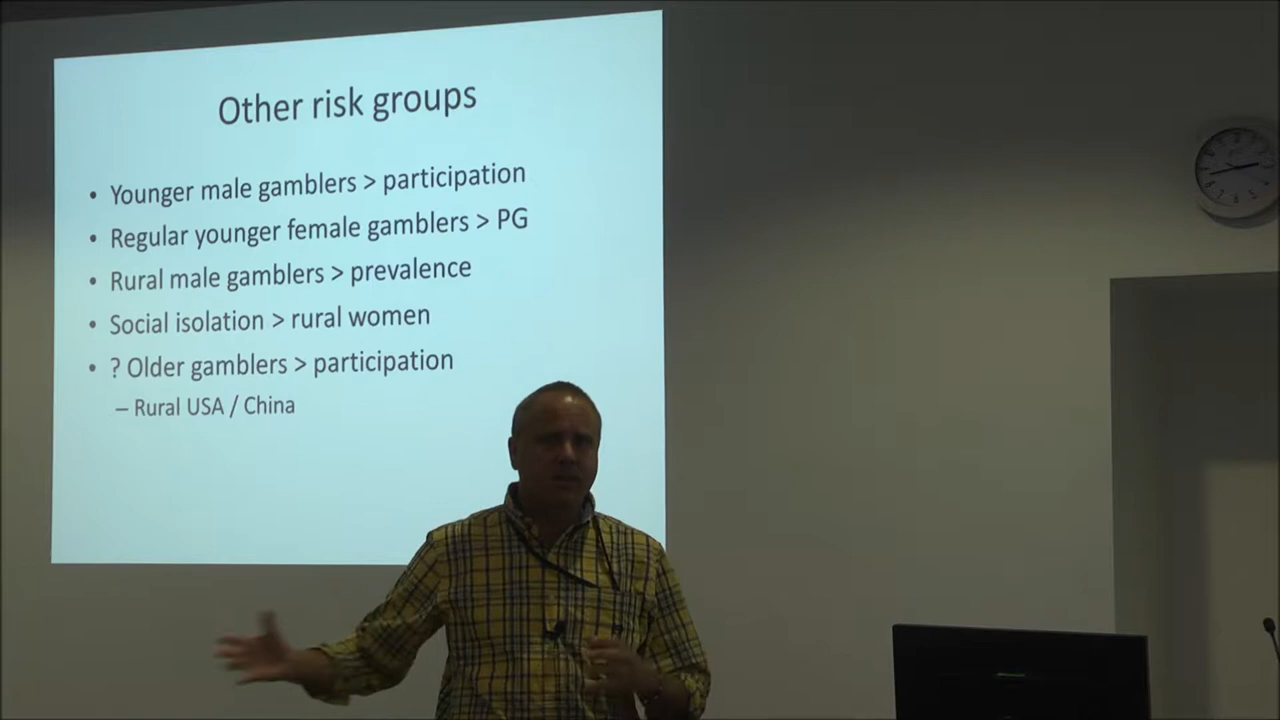 Other risk groups
• Younger male gamblers > participation
• Regular younger female gamblers > PG
• Rural male gamblers > prevalence
• Social isolation > rural women
• ? Older gamblers > participation
– Rural USA / China